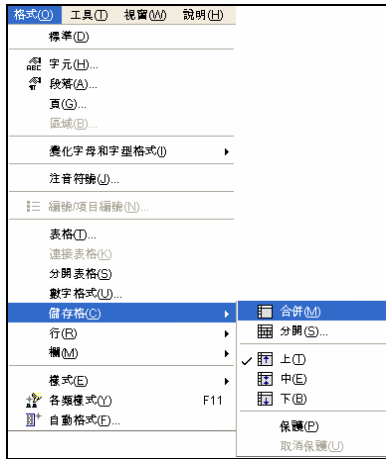 格式(O) 工具(T) 視窗(W) 說明(H)
標準(D)
字元(H)...
段落(A)...
頁(G)...
區域(B)...
變化字母和字型格式(I)
注音符號(J)...
編號/項目編號(N)...
表格(T)...
連接表格(K)
分開表格(S)
數字格式(U)...
儲存格(C)
行(R)
欄(M)
樣式(E)
各類樣式(Y) F11
自動格式(F)...
合併(M)
分開(S)...
上(T)
中(E)
下(B)
保護(P)
取消保護(U)